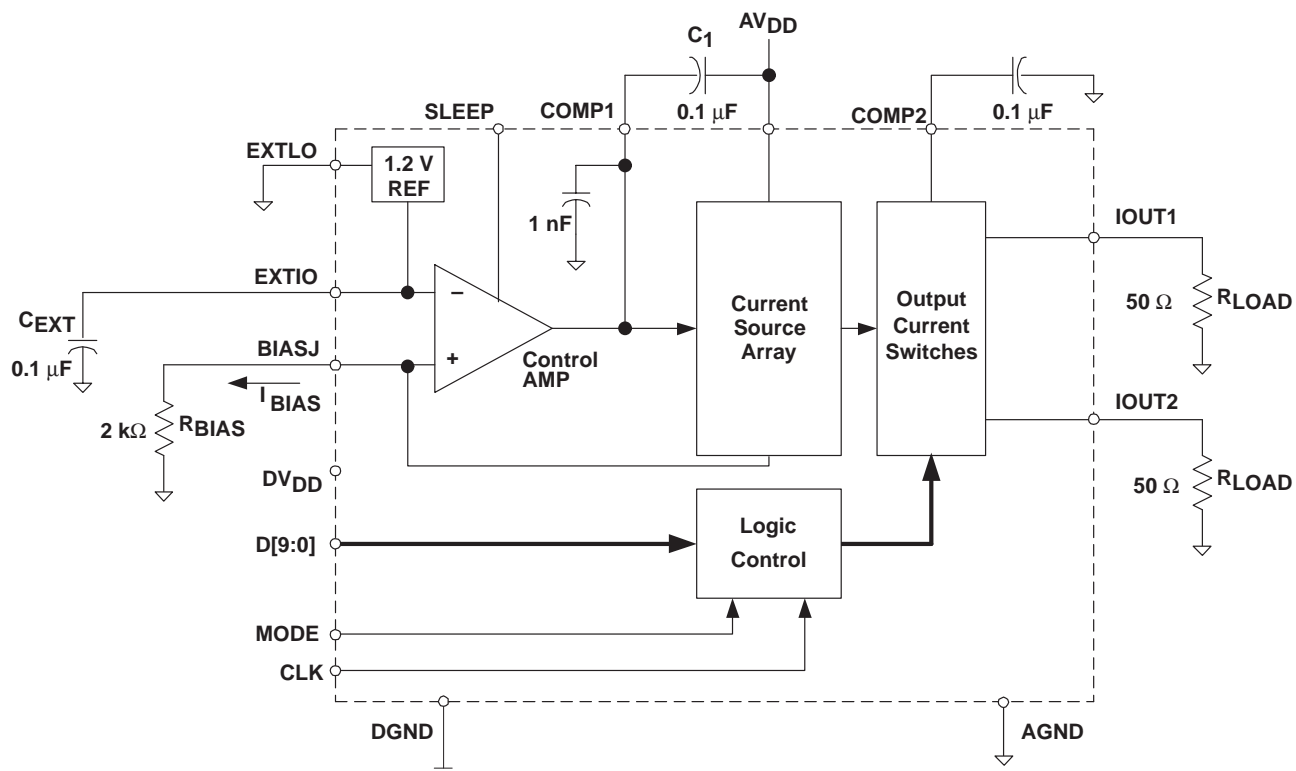 AVDD
C1
0.1 μF
0.1 μF
SLEEP
COMP1
COMP2
EXTLO
1.2 V
REF
1 nF
IOUT1
EXTIO
–
50 Ω
RLOAD
CEXT
0.1 μF
BIASJ
+
Control
AMP
Current
Source
Array
Output
Current
Switches
IBIAS
2 kΩ
RBIAS
IOUT2
DVDD
50 Ω
RLOAD
D[9:0]
Logic
Control
MODE
CLK
DGND
AGND